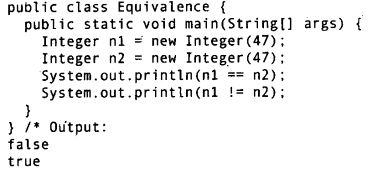 public class Equivalence {
  public static void main(String[] args) {
    Integer n1 = new Integer(47);
    Integer n2 = new Integer(47);
    System.out.println(n1 == n2);
    System.out.println(n1 != n2);
  }
} /* Output:
false
true